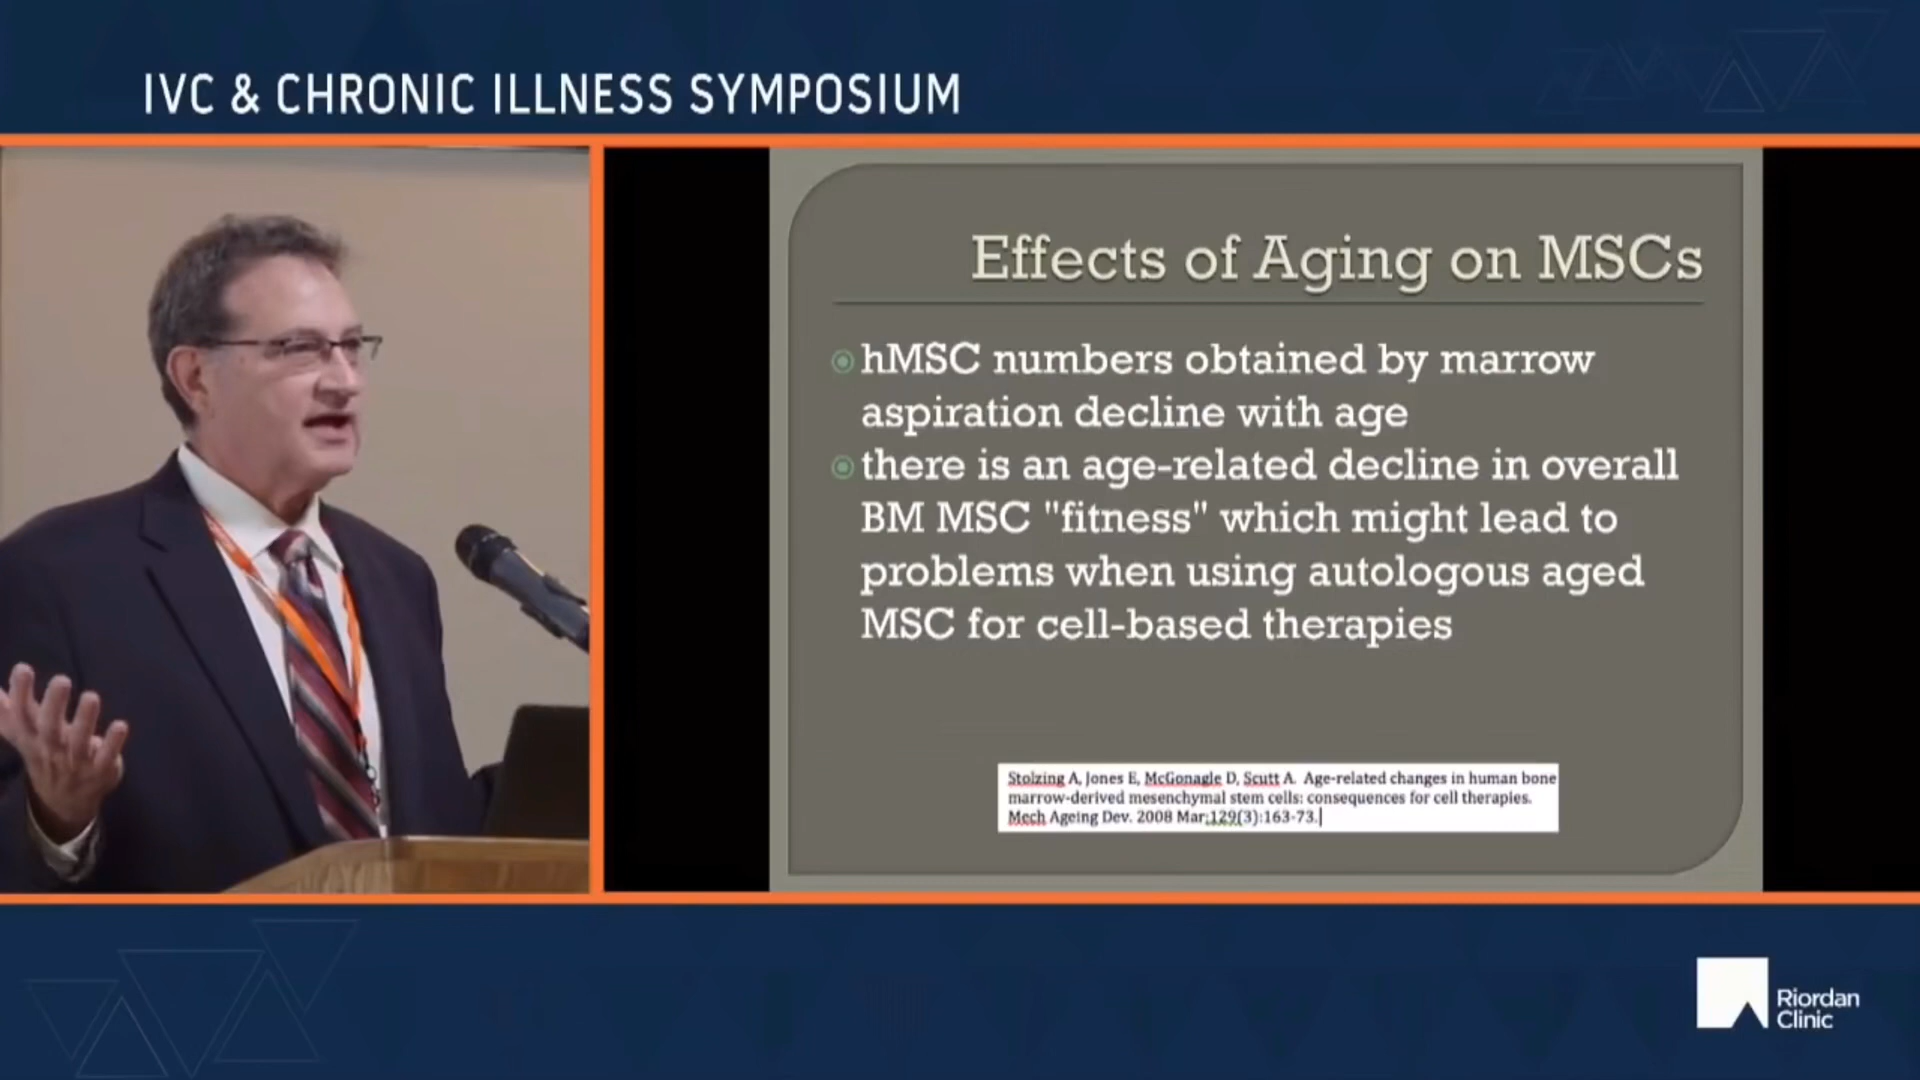 IVC & CHRONIC ILLNESS SYMPOSIUM
Effects of Aging on MSCs
hMSC numbers obtained by marrow
aspiration decline with age
there is an age-related decline in overall
BM MSC "fitness" which might lead to
problems when using autologous aged
MSC for cell-based therapies
Stolzing A, Jones E, McGonagle D, Scutt A. Age-related changes in human bone
marrow-derived mesenchymal stem cells: consequences for cell therapies.
Mech Ageing Dev. 2008 Mar;129(3):163-73.
Riordan
Clinic